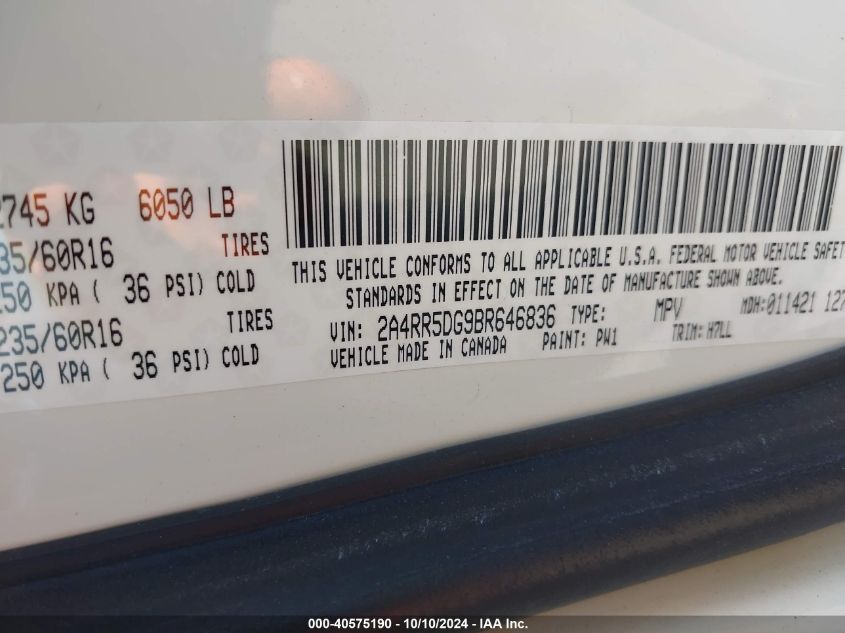 2745 KG 6050 LB
235/60R16 TIRES
250 KPA ( 36 PSI) COLD
235/60R16 TIRES
250 KPA ( 36 PSI) COLD
THIS VEHICLE CONFORMS TO ALL APPLICABLE U.S.A. FEDERAL MOTOR VEHICLE SAFET
STANDARDS IN EFFECT ON THE DATE OF MANUFACTURE SHOWN ABOVE.
VIN: 2A4RR5DG9BR646836 TYPE: MPV MDH:011421 127
VEHICLE MADE IN CANADA PAINT: PW1 TRIM: H7LL
000-40575190 - 10/10/2024 - IAA Inc.